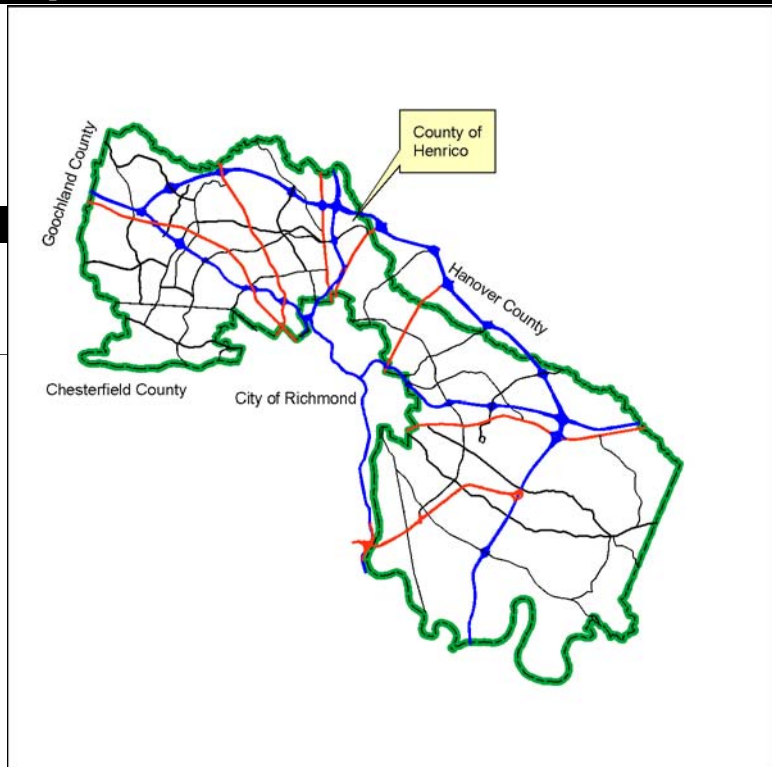 County of
Henrico
Goochland County
Hanover County
Chesterfield County
City of Richmond